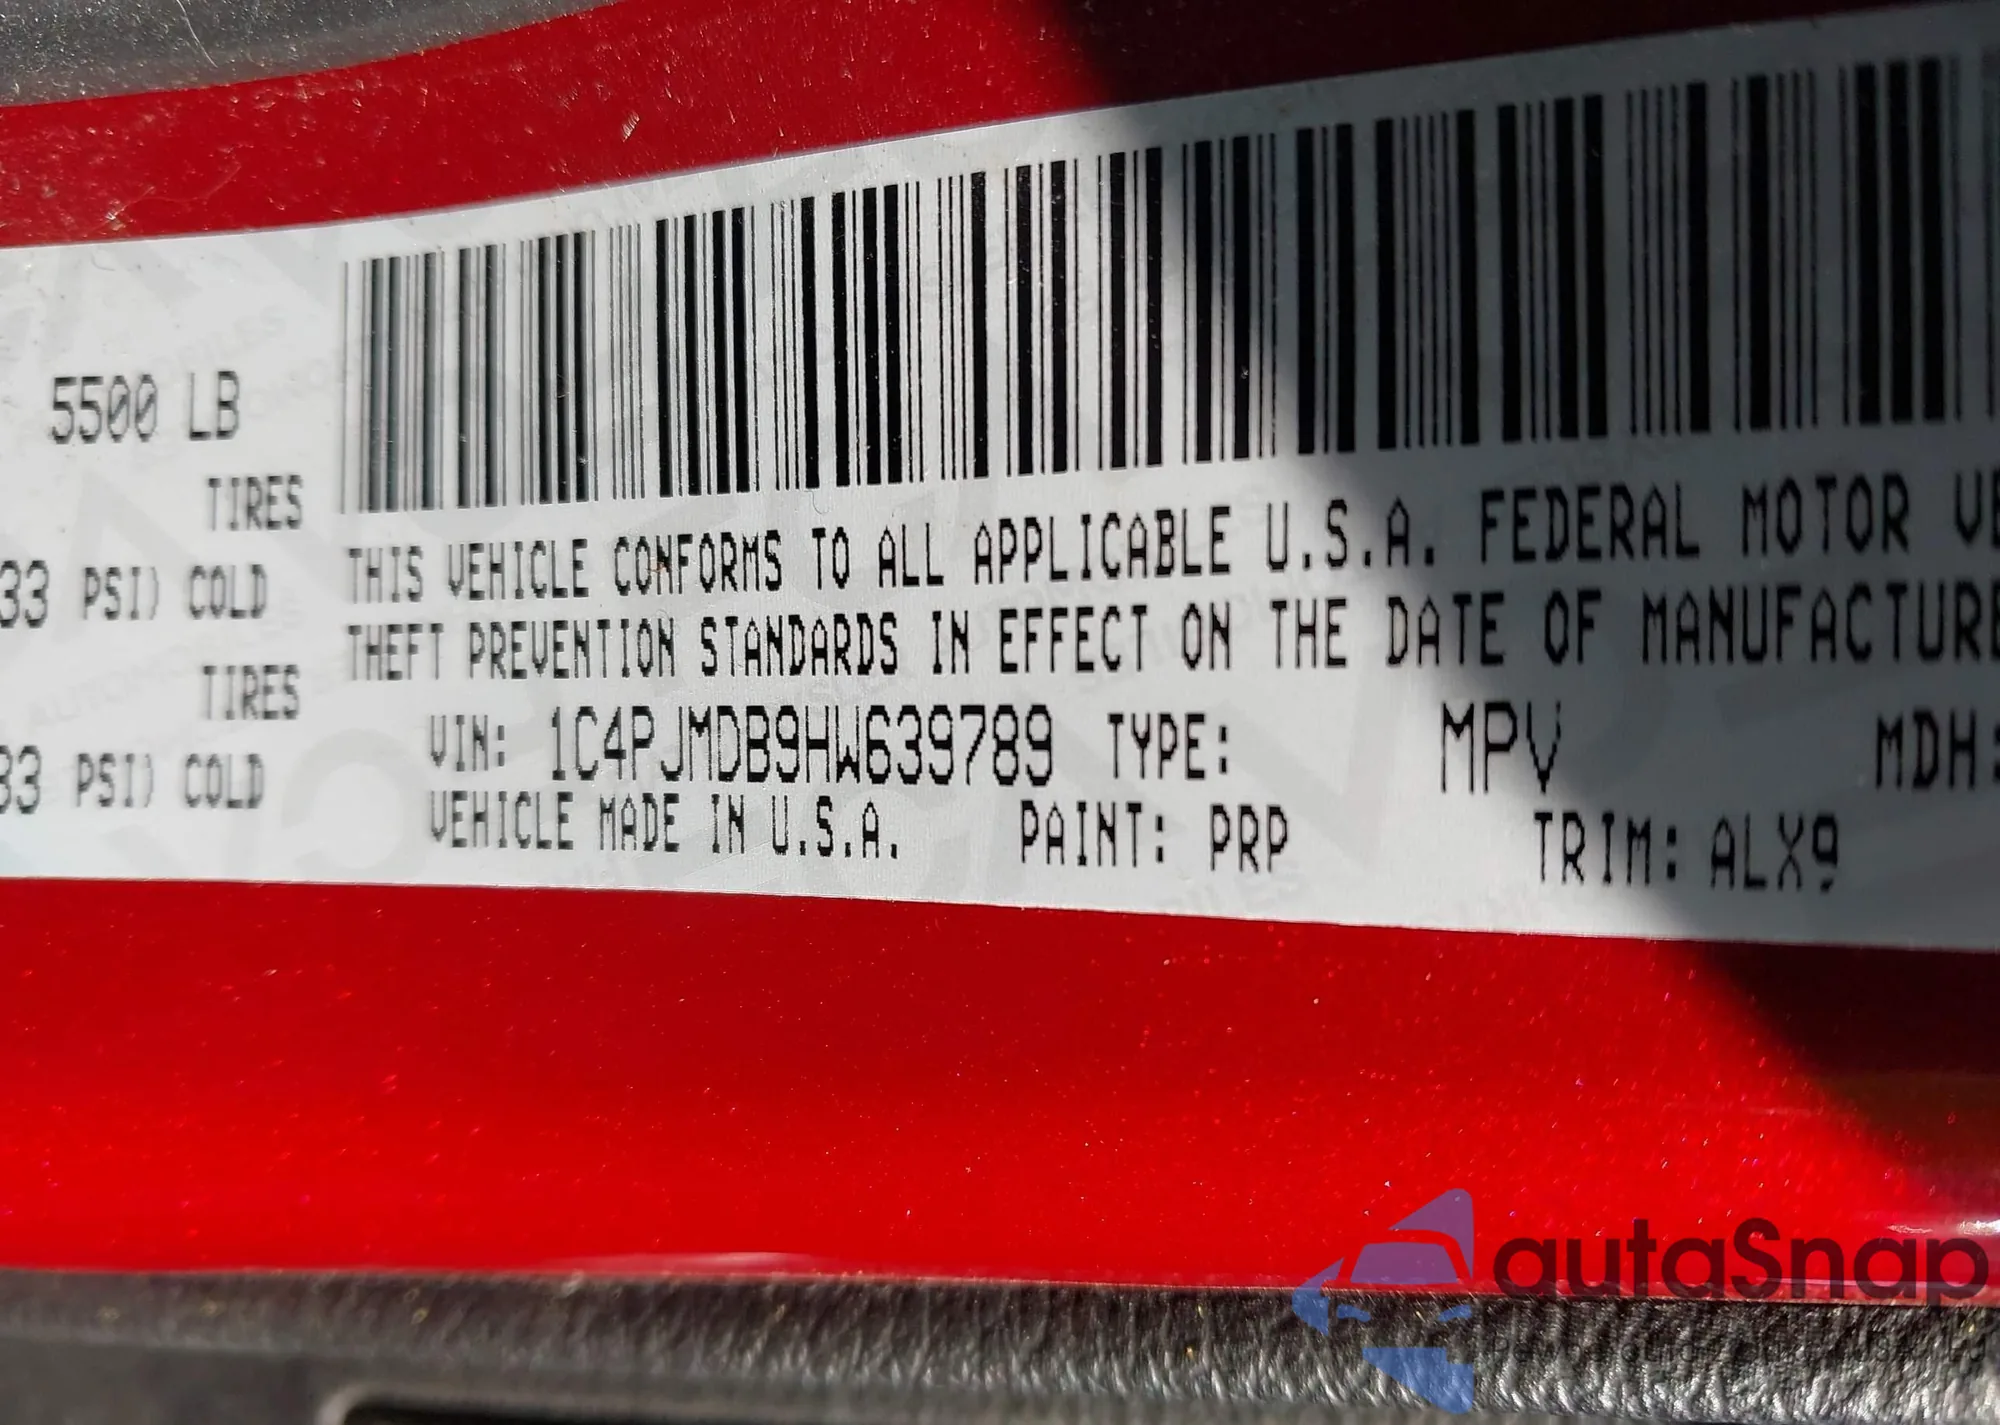 5500 LB
TIRES
33 PSI) COLD
TIRES
33 PSI) COLD
THIS VEHICLE CONFORMS TO ALL APPLICABLE U.S.A. FEDERAL MOTOR VE
THEFT PREVENTION STANDARDS IN EFFECT ON THE DATE OF MANUFACTURE
VIN: 1C4PJMDB9HW639789 TYPE: MPV MDH:
VEHICLE MADE IN U.S.A. PAINT: PRP TRIM: ALX9
autaSnap